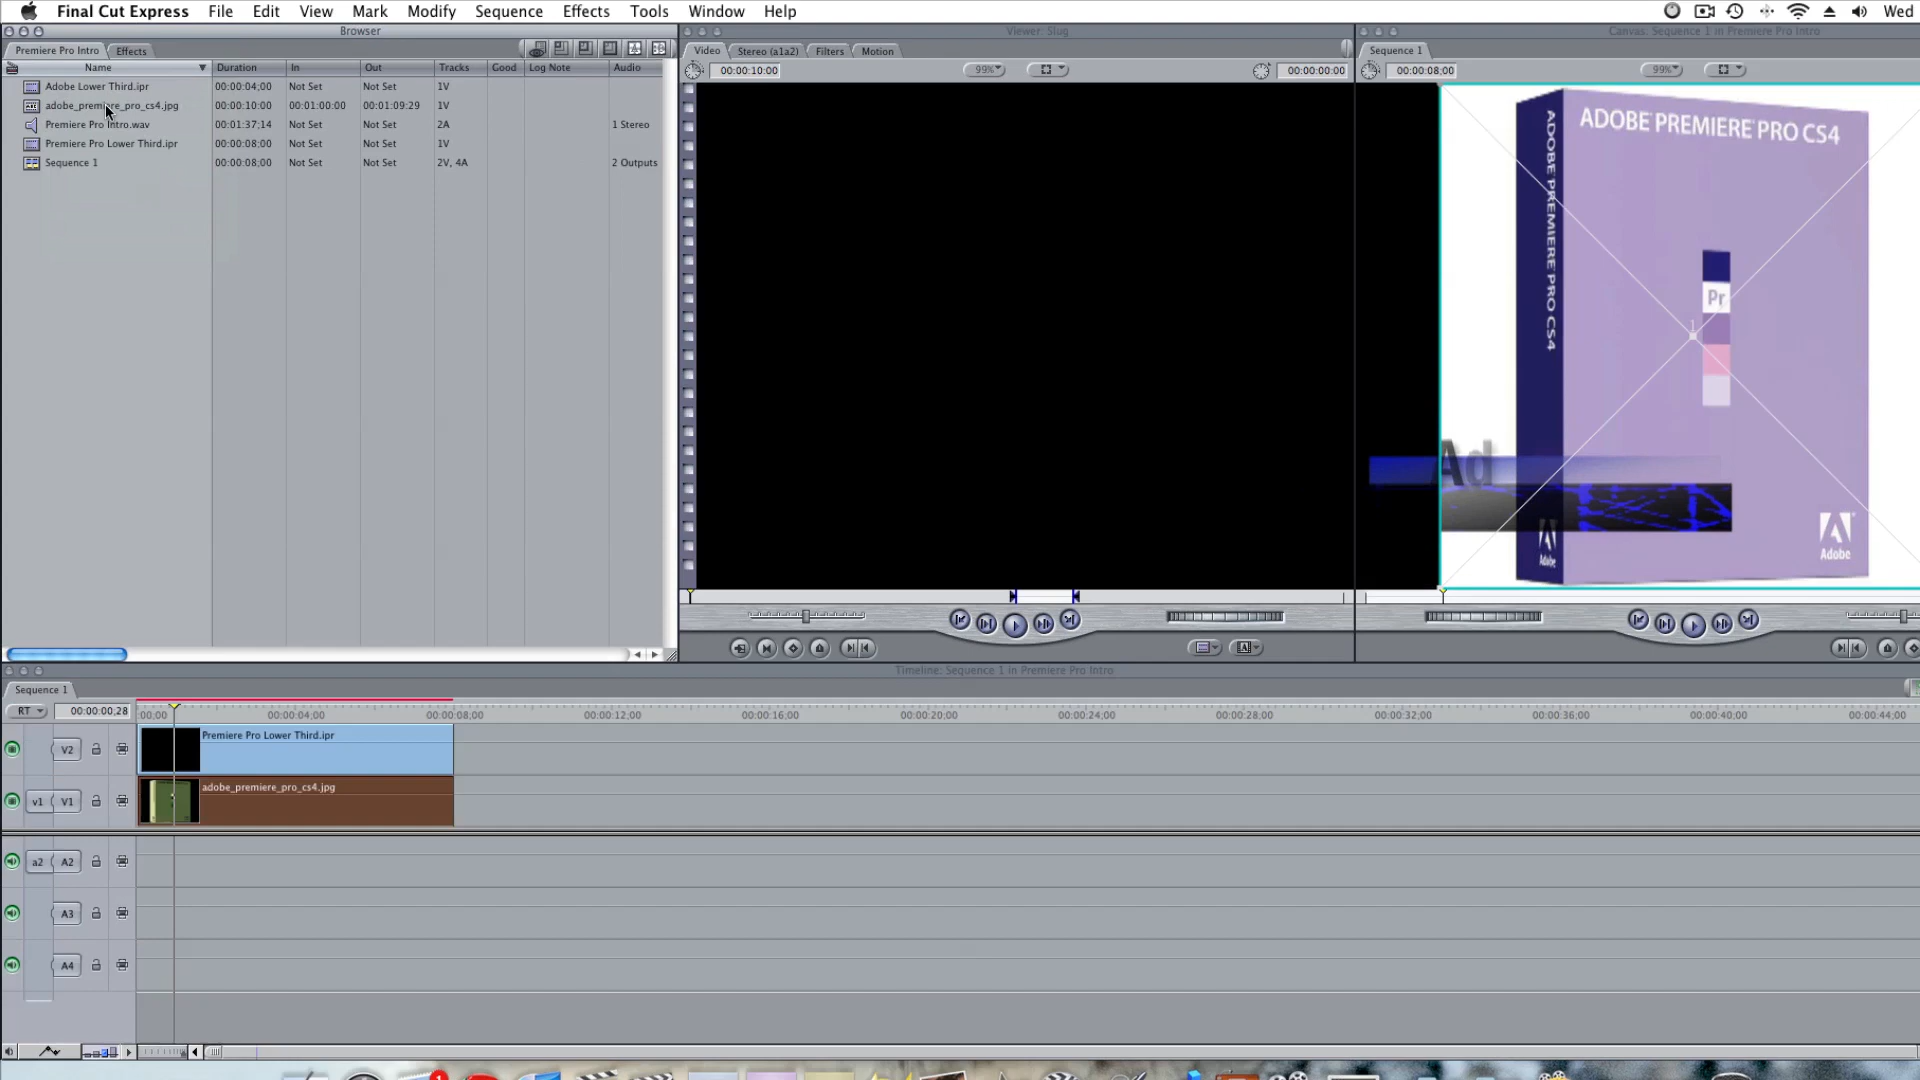 Final Cut Express File Edit View Mark Modify Sequence Effects Tools Window Help Wed
Browser
Viewer: Slug
Canvas: Sequence 1 in Premiere Pro Intro
Premiere Pro Intro Effects
Video Stereo (a1a2) Filters Motion
Sequence 1
Name Duration In Out Tracks Good Log Note Audio
00:00:10:00 99% 00:00:00:00
00:00:08;00 99%
Adobe Lower Third.ipr 00:00:04;00 Not Set Not Set 1V
adobe_premiere_pro_cs4.jpg 00:00:10:00 00:01:00:00 00:01:09:29 1V
Premiere Pro Intro.wav 00:01:37;14 Not Set Not Set 2A 1 Stereo
Premiere Pro Lower Third.ipr 00:00:08;00 Not Set Not Set 1V
Sequence 1 00:00:08;00 Not Set Not Set 2V, 4A 2 Outputs
ADOBE PREMIERE PRO CS4
ADOBE PREMIERE PRO CS4
Pr
1
Ad
Adobe
Adobe
Timeline: Sequence 1 in Premiere Pro Intro
Sequence 1
RT 00:00:00;28 :00;00 00:00:04;00 00:00:08;00 00:00:12;00 00:00:16;00 00:00:20;00 00:00:24;00 00:00:28;00 00:00:32;00 00:00:36;00 00:00:40;00 00:00:44;00
V2 Premiere Pro Lower Third.ipr
v1 V1 adobe_premiere_pro_cs4.jpg
a2 A2
A3
A4
1